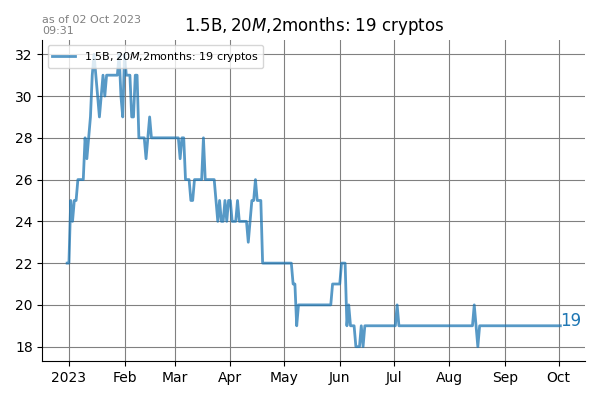 as of 02 Oct 2023
09:31
1.5B, 20M,2months: 19 cryptos
1.5B, 20M,2months: 19 cryptos
32
30
28
26
24
22
20
18
19
2023 Feb Mar Apr May Jun Jul Aug Sep Oct